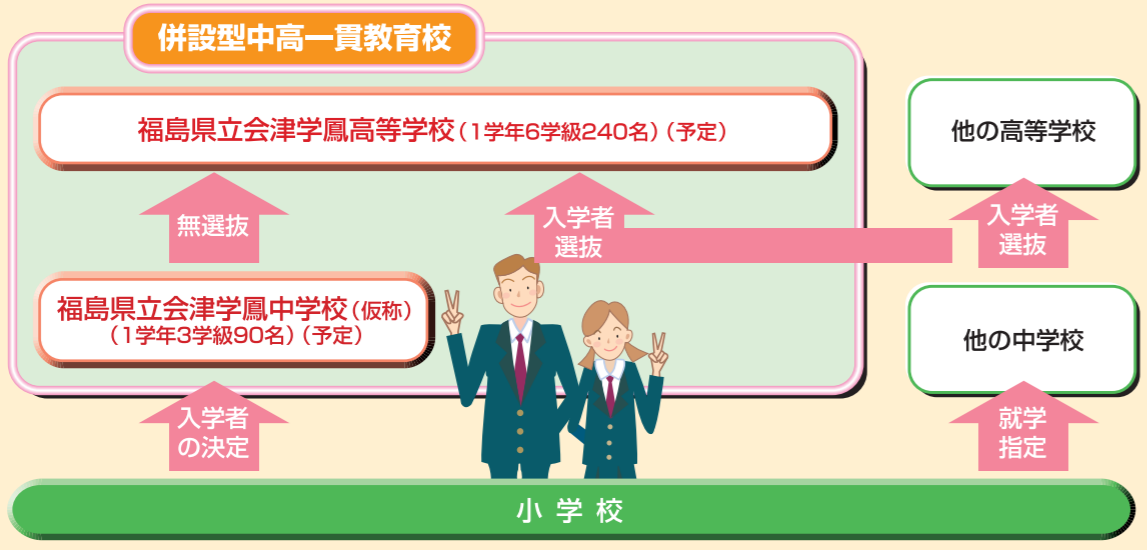 併設型中高一貫教育校
福島県立会津学鳳高等学校(1学年6学級240名)(予定)
他の高等学校
無選抜
入学者
選抜
入学者
選抜
福島県立会津学鳳中学校(仮称)
(1学年3学級90名)(予定)
他の中学校
入学者
の決定
就学
指定
小学校